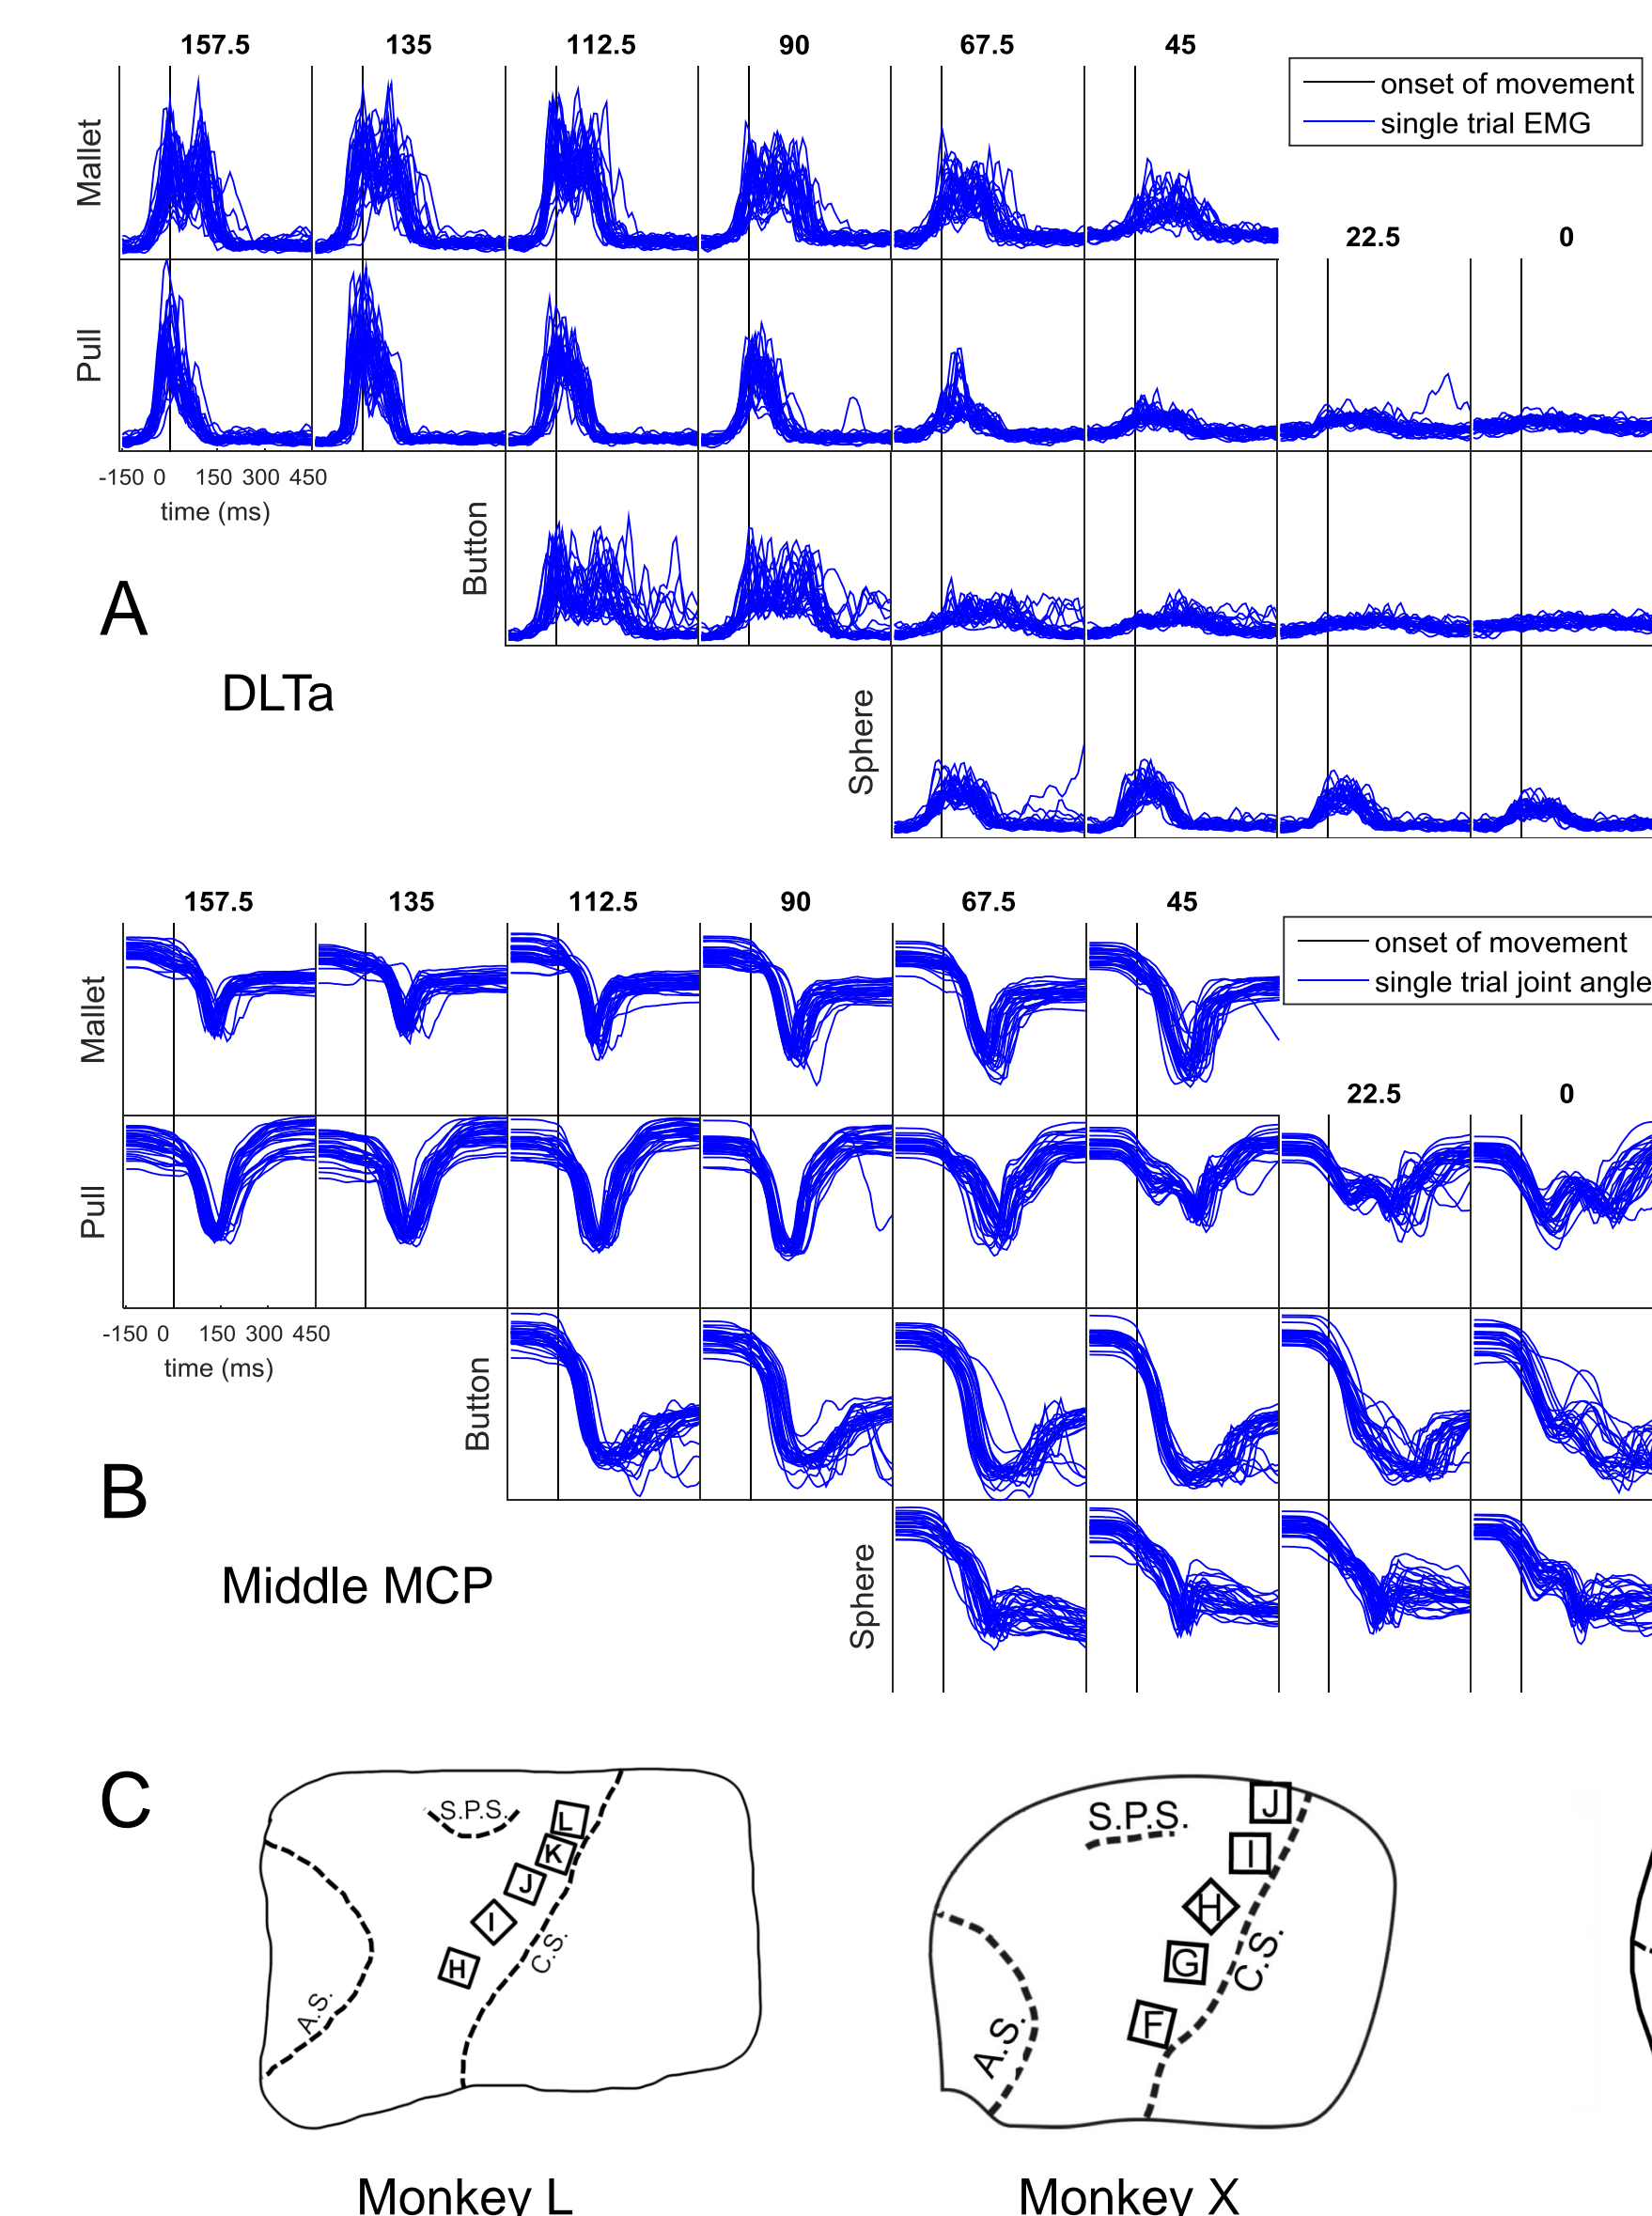 157.5 135 112.5 90 67.5 45
onset of movement
single trial EMG
Mallet
22.5 0
Pull
-150 0 150 300 450
time (ms)
Button
A
DLTa
Sphere
157.5 135 112.5 90 67.5 45
onset of movement
single trial joint angle
Mallet
22.5 0
Pull
-150 0 150 300 450
time (ms)
Button
B
Middle MCP
Sphere
C
S.P.S.
L
K
J
I
H
C.S.
A.S.
Monkey L
S.P.S.
J
I
H
G
F
C.S.
A.S.
Monkey X